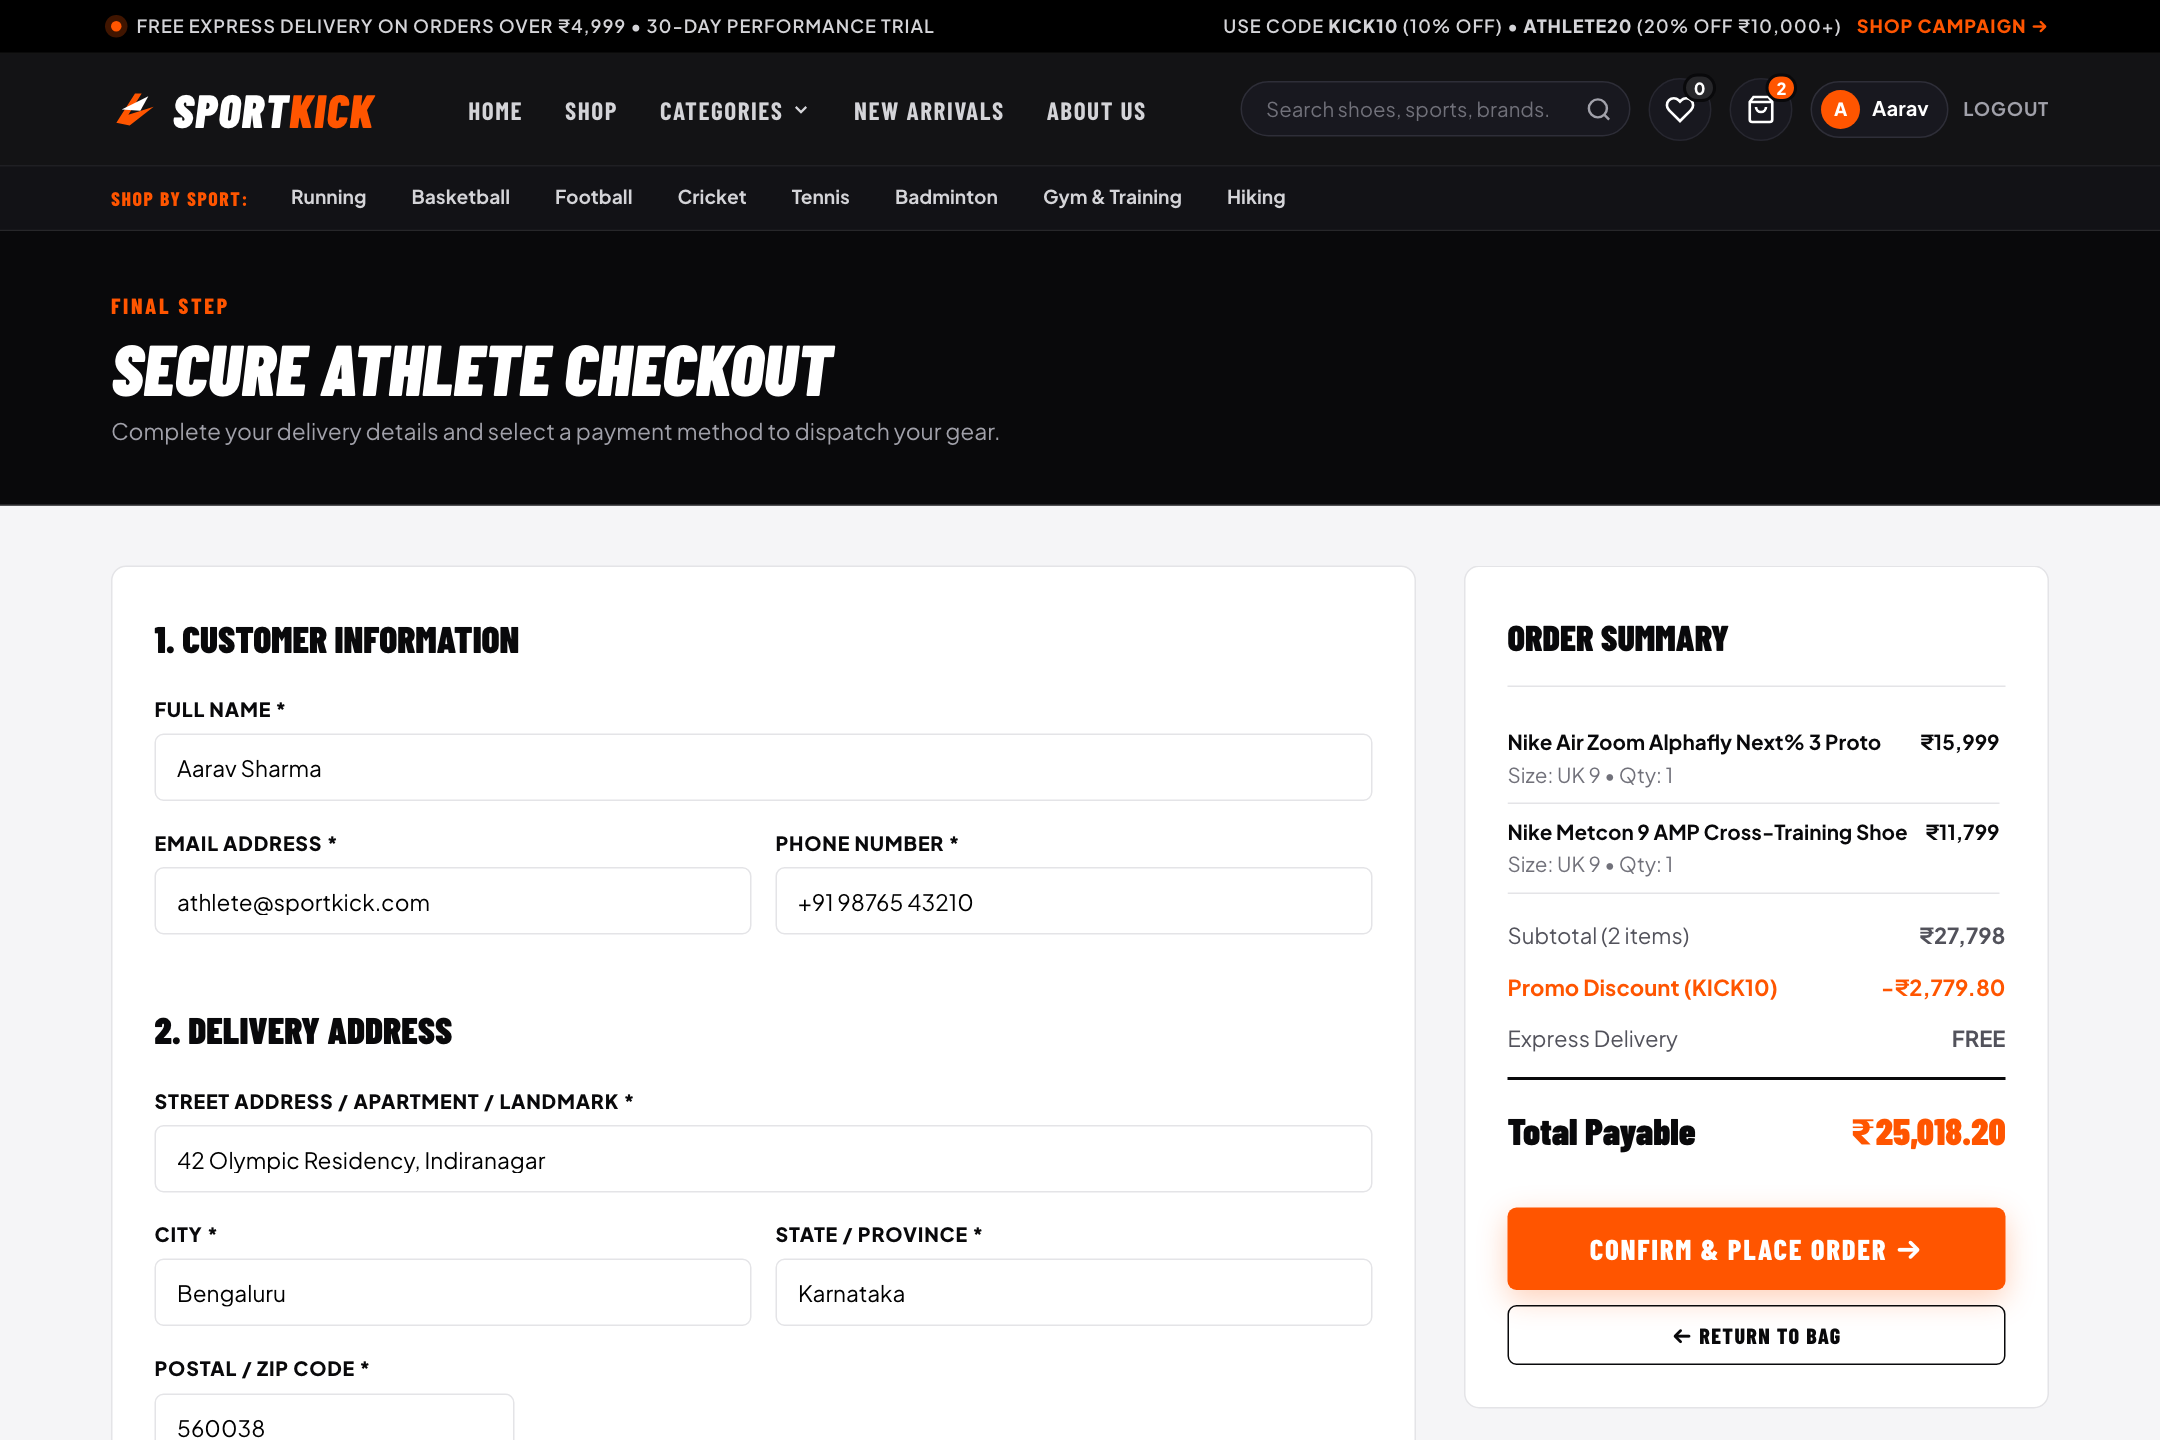 FREE EXPRESS DELIVERY ON ORDERS OVER ₹4,999 • 30-DAY PERFORMANCE TRIAL
USE CODE KICK10 (10% OFF) • ATHLETE20 (20% OFF ₹10,000+) SHOP CAMPAIGN →
SPORTKICK
HOME SHOP CATEGORIES NEW ARRIVALS ABOUT US
Search shoes, sports, brands.
0
2
A Aarav LOGOUT
SHOP BY SPORT: Running Basketball Football Cricket Tennis Badminton Gym & Training Hiking
FINAL STEP
SECURE ATHLETE CHECKOUT
Complete your delivery details and select a payment method to dispatch your gear.
1. CUSTOMER INFORMATION
FULL NAME *
Aarav Sharma
EMAIL ADDRESS * PHONE NUMBER *
athlete@sportkick.com +91 98765 43210
2. DELIVERY ADDRESS
STREET ADDRESS / APARTMENT / LANDMARK *
42 Olympic Residency, Indiranagar
CITY * STATE / PROVINCE *
Bengaluru Karnataka
POSTAL / ZIP CODE *
560038
ORDER SUMMARY
Nike Air Zoom Alphafly Next% 3 Proto ₹15,999
Size: UK 9 • Qty: 1
Nike Metcon 9 AMP Cross-Training Shoe ₹11,799
Size: UK 9 • Qty: 1
Subtotal (2 items) ₹27,798
Promo Discount (KICK10) -₹2,779.80
Express Delivery FREE
Total Payable ₹25,018.20
CONFIRM & PLACE ORDER →
← RETURN TO BAG